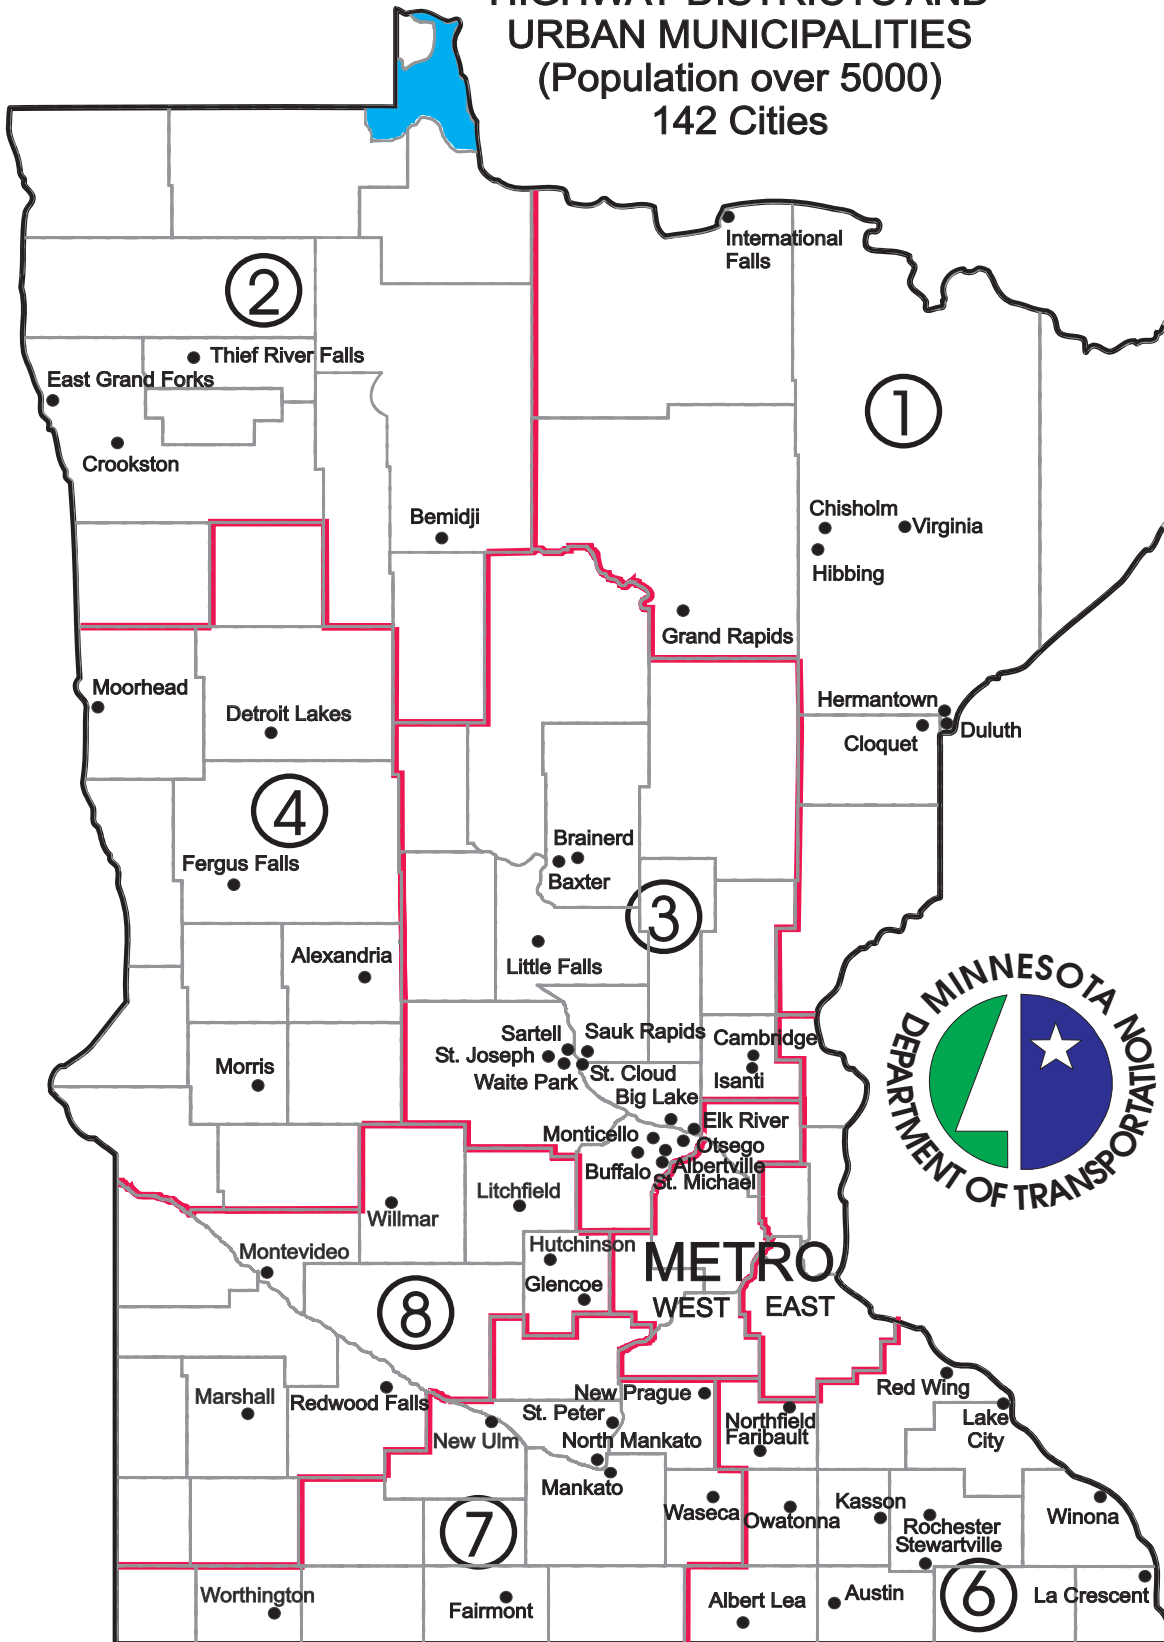 HIGHWAY DISTRICTS AND
URBAN MUNICIPALITIES
(Population over 5000)
142 Cities
International
Falls
2
Thief River Falls
East Grand Forks
1
Crookston
Chisholm
Bemidji
Virginia
Hibbing
Grand Rapids
Moorhead
Hermantown
Detroit Lakes
Duluth
Cloquet
4
Brainerd
Fergus Falls
Baxter
3
Alexandria
Little Falls
MINNESOTA
DEPARTMENT OF TRANSPORTATION
Sartell
Sauk Rapids
Cambridge
St. Joseph
Morris
Waite Park
St. Cloud
Isanti
Big Lake
Elk River
Monticello
Otsego
Buffalo
Albertville
St. Michael
Litchfield
Willmar
Montevideo
Hutchinson
METRO
Glencoe
WEST
EAST
8
Marshall
Redwood Falls
New Prague
Red Wing
St. Peter
Northfield
Lake
City
New Ulm
North Mankato
Faribault
Mankato
Waseca
Owatonna
Kasson
Winona
7
Rochester
Stewartville
Worthington
Fairmont
Albert Lea
Austin
6
La Crescent